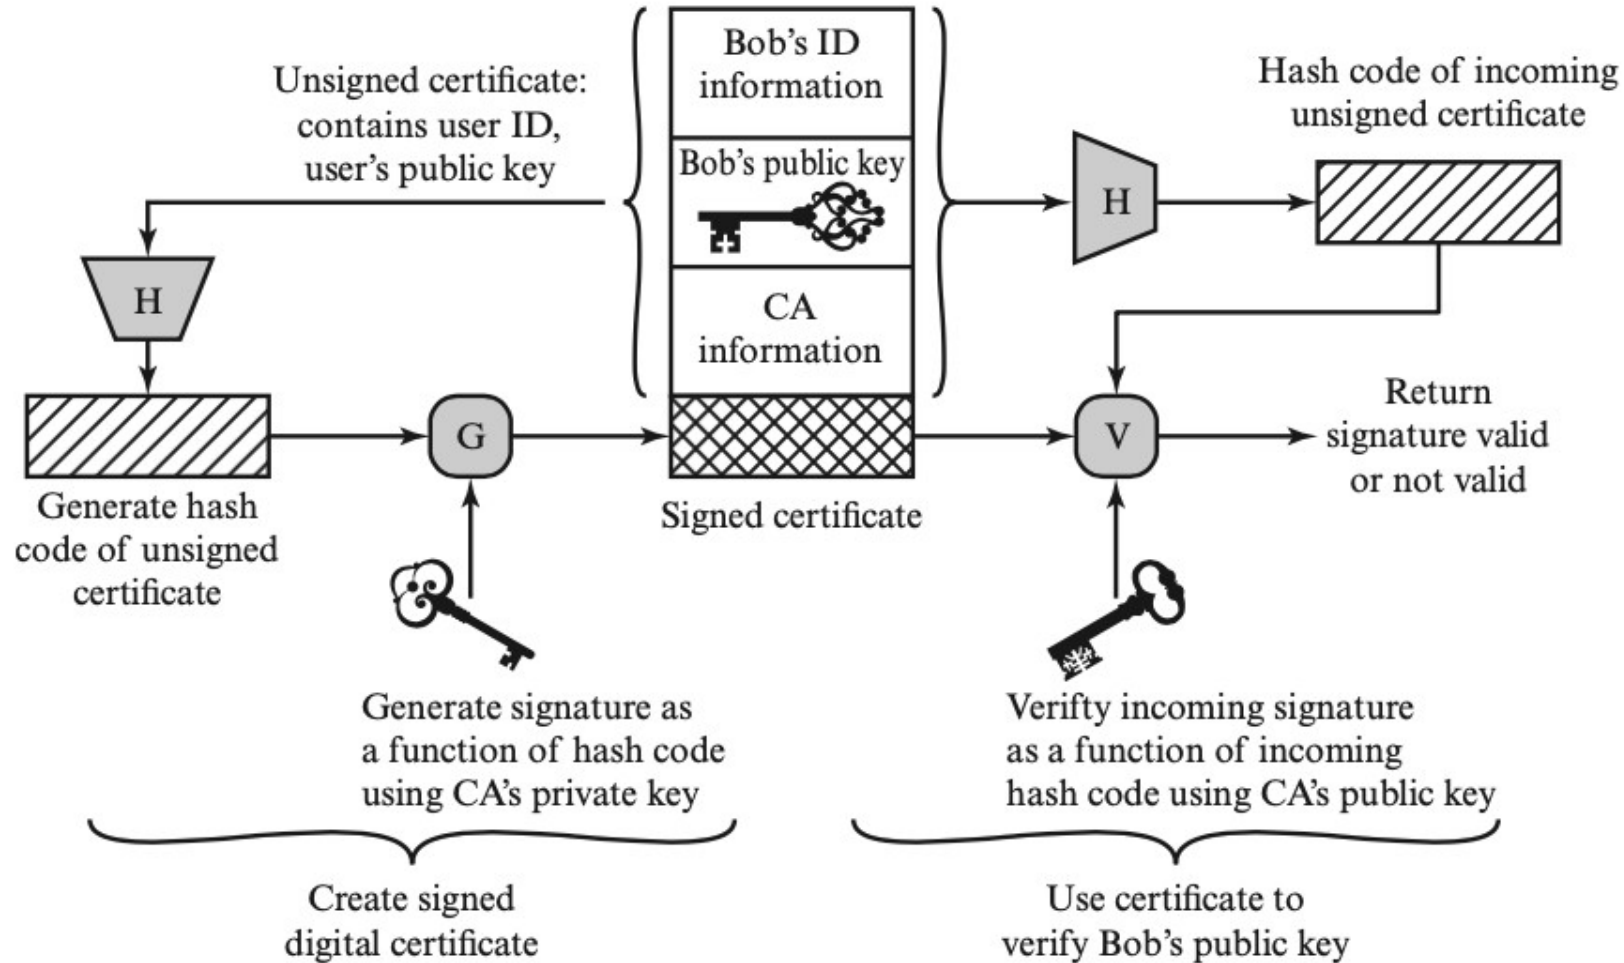 Bob's ID
information
Unsigned certificate:
contains user ID,
user's public key
Bob's public key
CA
information
Hash code of incoming
unsigned certificate
H
H
G
V
Return
signature valid
or not valid
Generate hash
code of unsigned
certificate
Signed certificate
Generate signature as
a function of hash code
using CA's private key
Verifty incoming signature
as a function of incoming
hash code using CA's public key
Create signed
digital certificate
Use certificate to
verify Bob's public key